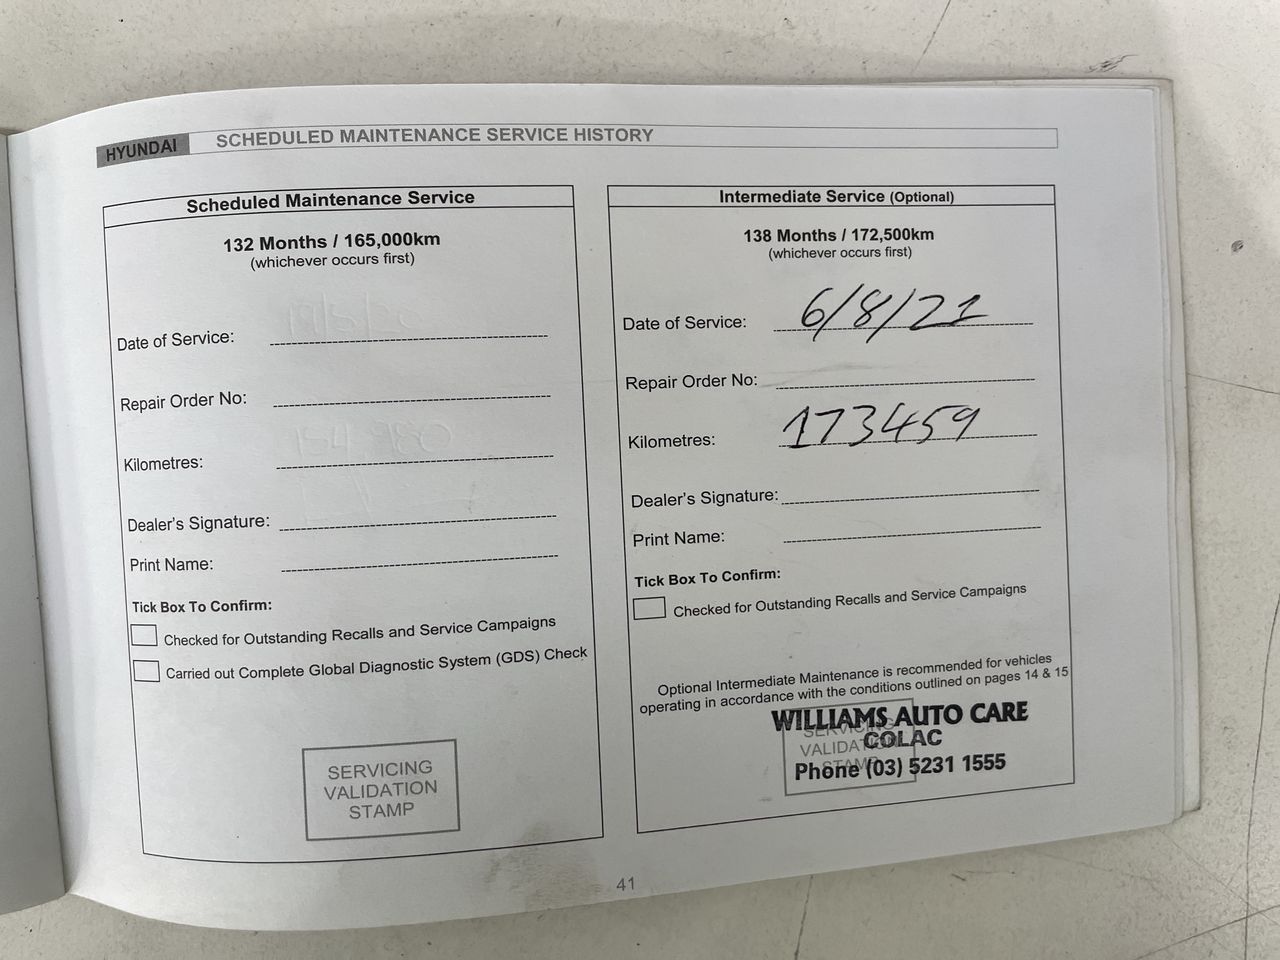 HYUNDAI
SCHEDULED MAINTENANCE SERVICE HISTORY
Scheduled Maintenance Service
132 Months / 165,000km
(whichever occurs first)
Date of Service:
Repair Order No:
Kilometres:
Dealer's Signature:
Print Name:
Tick Box To Confirm:
Checked for Outstanding Recalls and Service Campaigns
Carried out Complete Global Diagnostic System (GDS) Check
SERVICING
VALIDATION
STAMP
Intermediate Service (Optional)
138 Months / 172,500km
(whichever occurs first)
Date of Service: 6/8/21
Repair Order No:
Kilometres: 173459
Dealer's Signature:
Print Name:
Tick Box To Confirm:
Checked for Outstanding Recalls and Service Campaigns
Optional Intermediate Maintenance is recommended for vehicles
operating in accordance with the conditions outlined on pages 14 & 15
WILLIAMS AUTO CARE
COLAC
Phone (03) 5231 1555
SERVICING
VALIDATION
STAMP
41